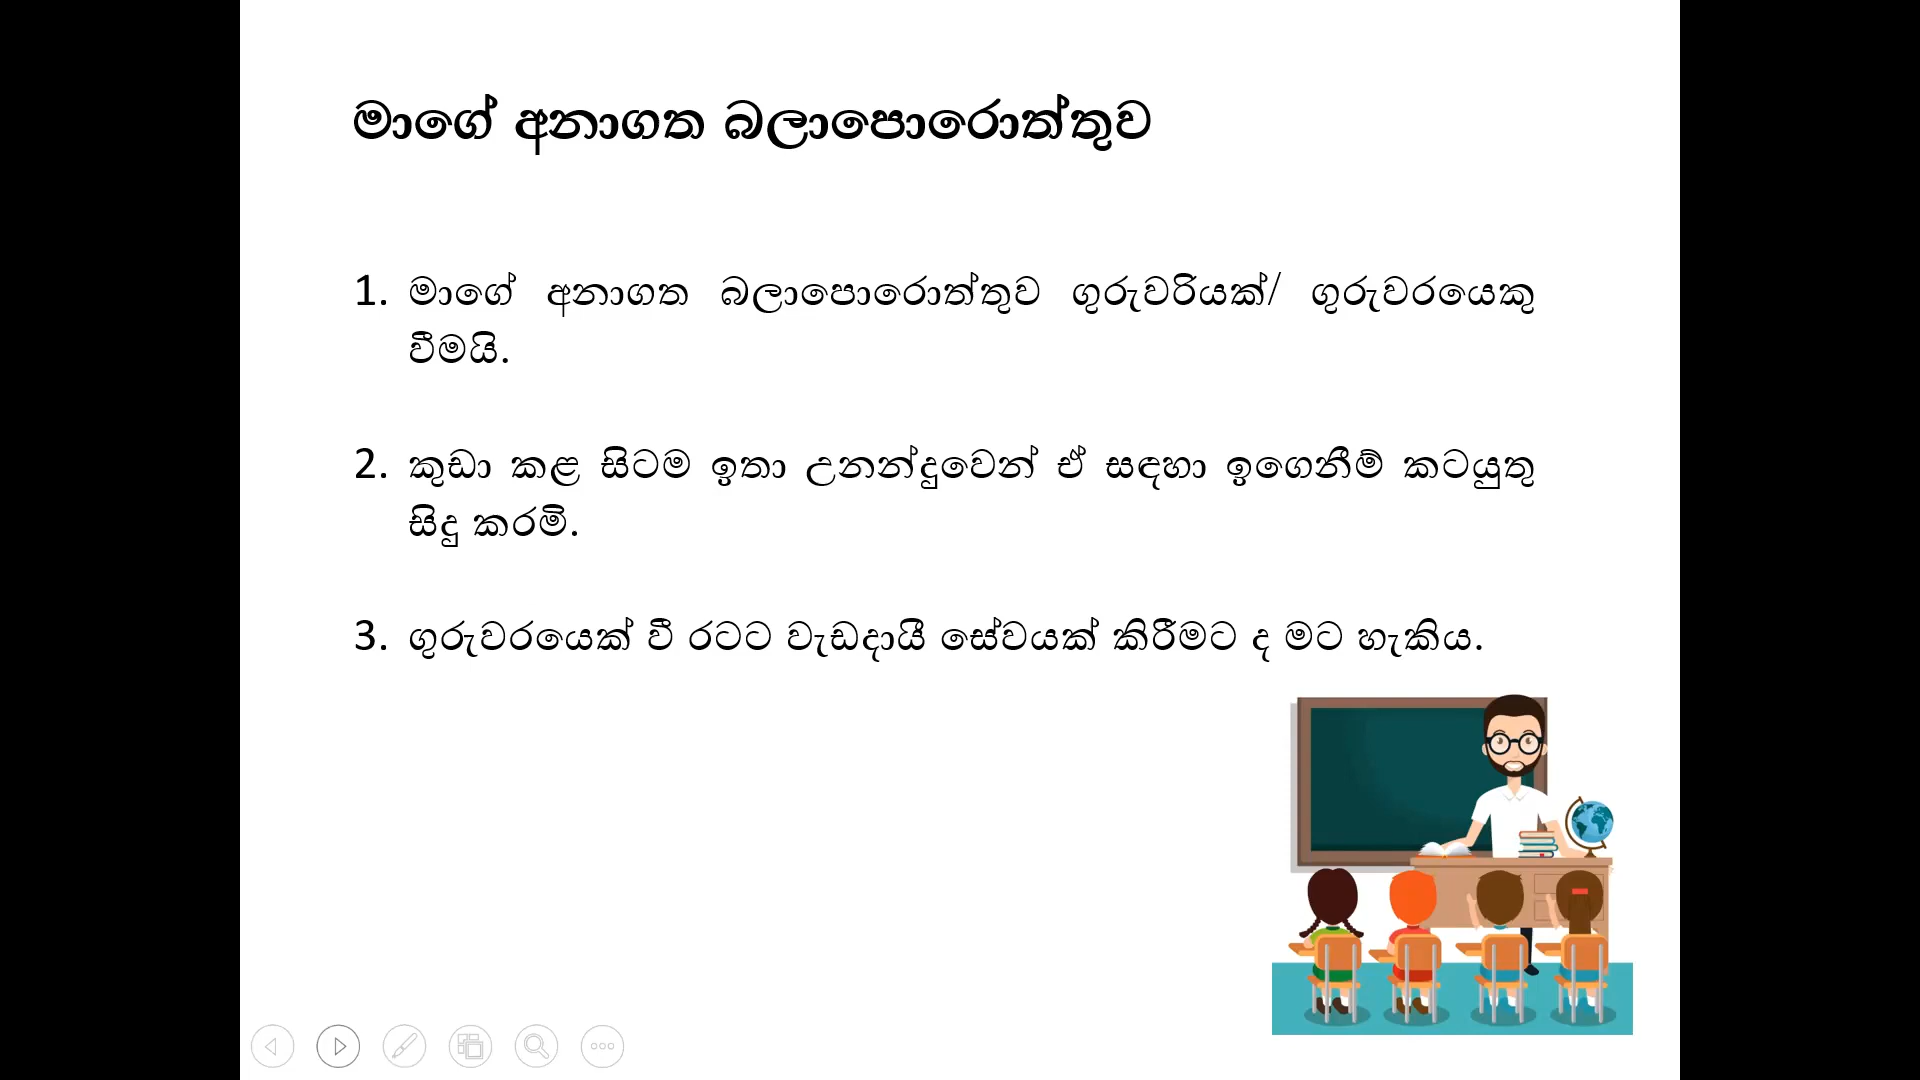 මාගේ අනාගත බලාපොරොත්තුව
1. මාගේ අනාගත බලාපොරොත්තුව ගුරුවරියක්/ ගුරුවරයෙකු
වීමයි.
2. කුඩා කළ සිටම ඉතා උනන්දුවෙන් ඒ සඳහා ඉගෙනීම් කටයුතු
සිදු කරමි.
3. ගුරුවරයෙක් වී රටට වැඩදායී සේවයක් කිරීමට ද මට හැකිය.